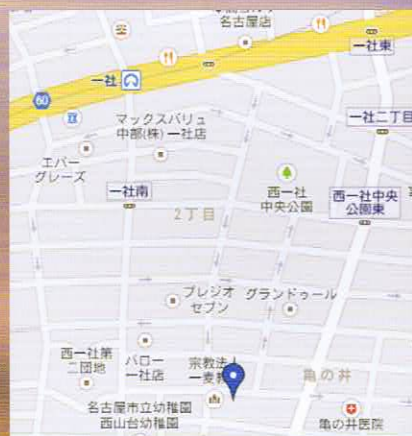 名古屋店
一社東
一社
60
マックスバリュ
中部(株)一社店
一社二丁目
エバー
グレーズ
一社南
西一社
中央公園
西一社中央
公園東
2丁目
プレジオ
セブン
グランドゥール
西一社第
二団地
バロー
一社店
宗教法人
一麦教
亀の井
名古屋市立幼稚園
西山台幼稚園
亀の井医院